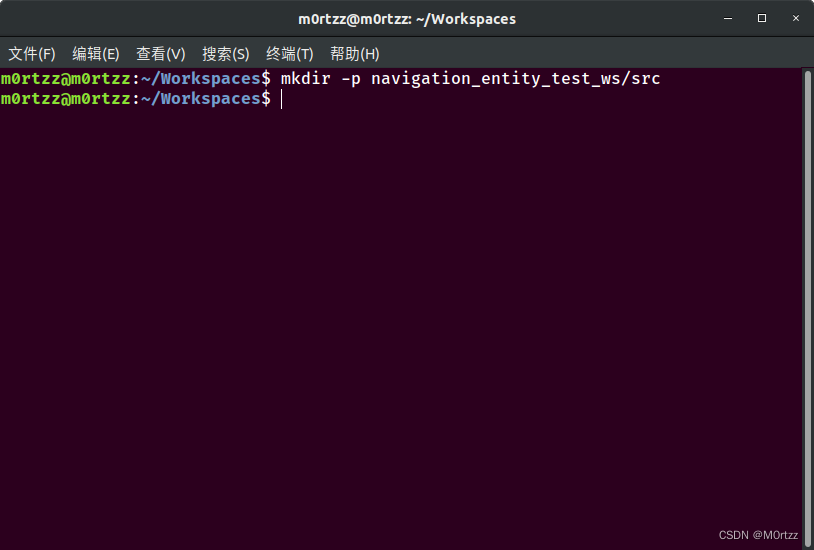 m0rtzz@m0rtzz: ~/Workspaces
文件(F) 编辑(E) 查看(V) 搜索(S) 终端(T) 帮助(H)
m0rtzz@m0rtzz:~/Workspaces$ mkdir -p navigation_entity_test_ws/src
m0rtzz@m0rtzz:~/Workspaces$
CSDN @M0rtzz